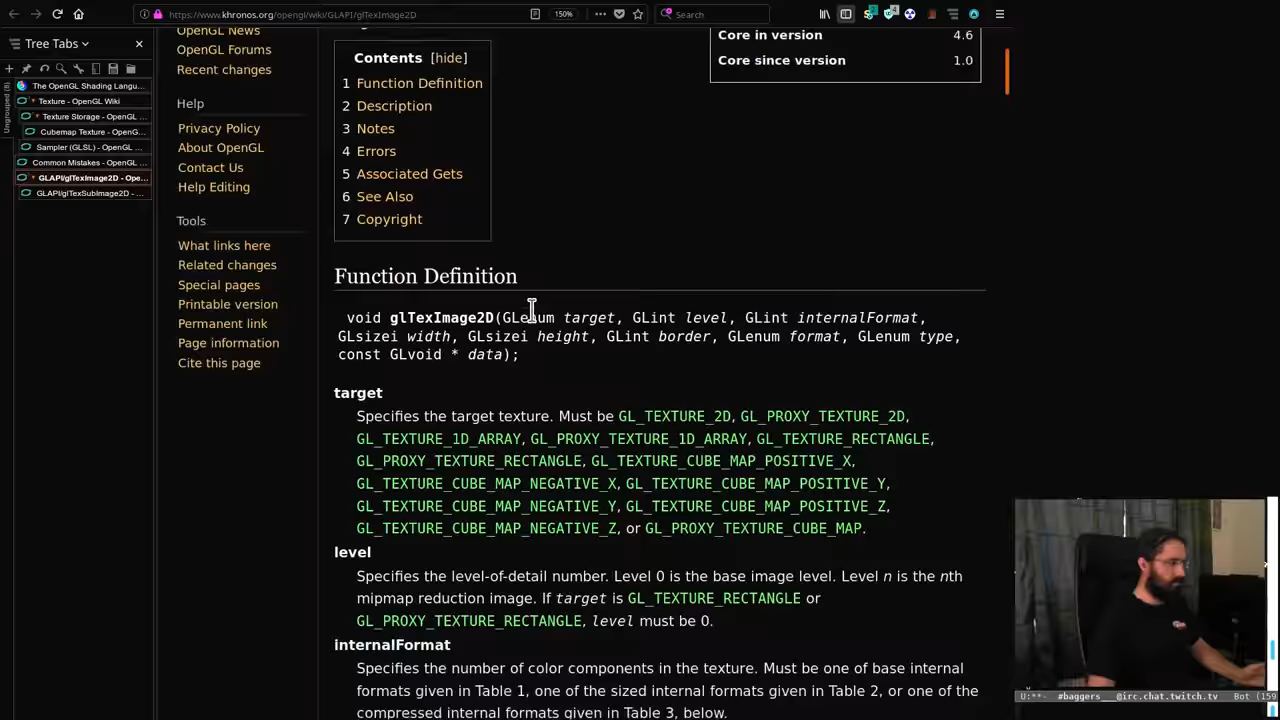 https://www.khronos.org/opengl/wiki/GLAPI/glTexImage2D
150%
Search
Tree Tabs
Ungrouped (8)
The OpenGL Shading Langu...
Texture - OpenGL Wiki
Texture Storage - OpenGL ...
Cubemap Texture - OpenG...
Sampler (GLSL) - OpenGL ...
Common Mistakes - OpenGL ...
GLAPI/glTexImage2D - Ope...
GLAPI/glTexSubImage2D - ...
OpenGL News
OpenGL Forums
Recent changes
Help
Privacy Policy
About OpenGL
Contact Us
Help Editing
Tools
What links here
Related changes
Special pages
Printable version
Permanent link
Page information
Cite this page
Core in version 4.6
Core since version 1.0
Contents [hide]
1 Function Definition
2 Description
3 Notes
4 Errors
5 Associated Gets
6 See Also
7 Copyright
Function Definition
void glTexImage2D(GLenum target, GLint level, GLint internalFormat,
GLsizei width, GLsizei height, GLint border, GLenum format, GLenum type,
const GLvoid * data);
target
Specifies the target texture. Must be GL_TEXTURE_2D, GL_PROXY_TEXTURE_2D,
GL_TEXTURE_1D_ARRAY, GL_PROXY_TEXTURE_1D_ARRAY, GL_TEXTURE_RECTANGLE,
GL_PROXY_TEXTURE_RECTANGLE, GL_TEXTURE_CUBE_MAP_POSITIVE_X,
GL_TEXTURE_CUBE_MAP_NEGATIVE_X, GL_TEXTURE_CUBE_MAP_POSITIVE_Y,
GL_TEXTURE_CUBE_MAP_NEGATIVE_Y, GL_TEXTURE_CUBE_MAP_POSITIVE_Z,
GL_TEXTURE_CUBE_MAP_NEGATIVE_Z, or GL_PROXY_TEXTURE_CUBE_MAP.
level
Specifies the level-of-detail number. Level 0 is the base image level. Level n is the nth
mipmap reduction image. If target is GL_TEXTURE_RECTANGLE or
GL_PROXY_TEXTURE_RECTANGLE, level must be 0.
internalFormat
Specifies the number of color components in the texture. Must be one of base internal
formats given in Table 1, one of the sized internal formats given in Table 2, or one of the
compressed internal formats given in Table 3, below.
U:**- #baggers___@irc.chat.twitch.tv Bot (159